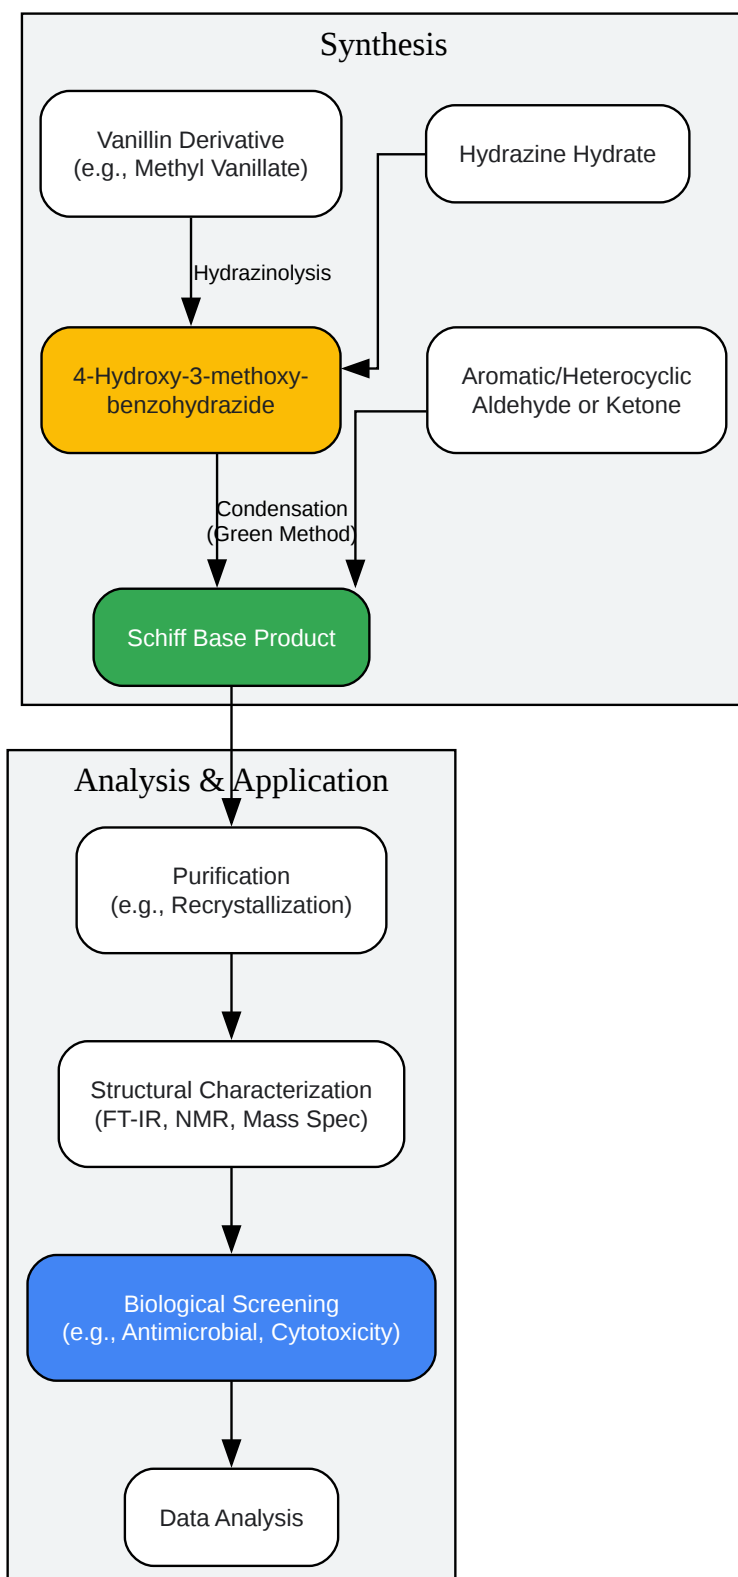 Synthesis
Vanillin Derivative
(e.g., Methyl Vanillate)
Hydrazine Hydrate
Hydrazinolysis
4-Hydroxy-3-methoxy-
benzohydrazide
Aromatic/Heterocyclic
Aldehyde or Ketone
Condensation
(Green Method)
Schiff Base Product
Analysis & Application
Purification
(e.g., Recrystallization)
Structural Characterization
(FT-IR, NMR, Mass Spec)
Biological Screening
(e.g., Antimicrobial, Cytotoxicity)
Data Analysis